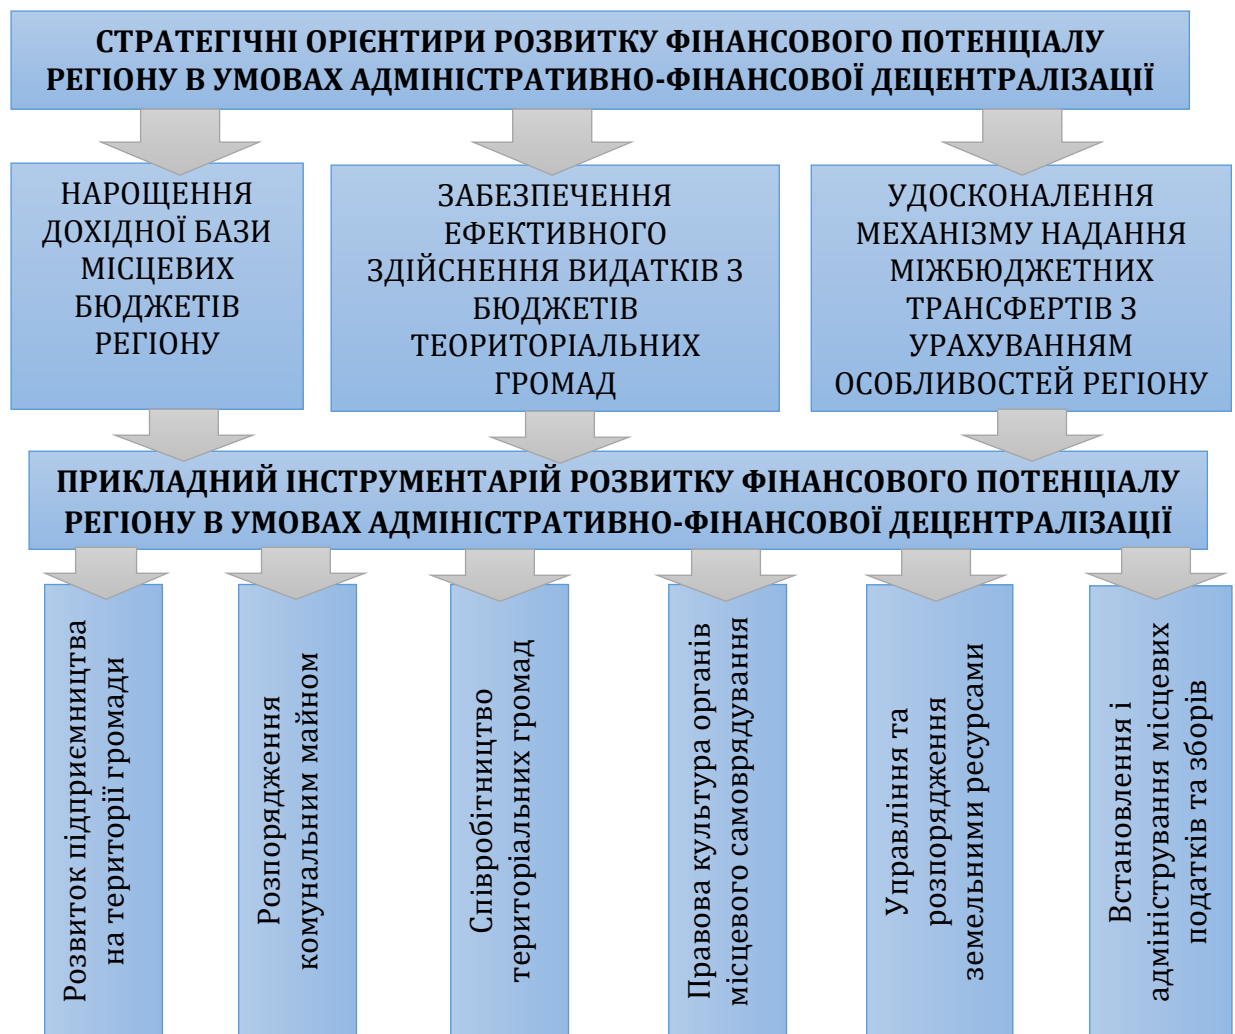 СТРАТЕГІЧНІ ОРІЄНТИРИ РОЗВИТКУ ФІНАНСОВОГО ПОТЕНЦІАЛУ
РЕГІОНУ В УМОВАХ АДМІНІСТРАТИВНО-ФІНАНСОВОЇ ДЕЦЕНТРАЛІЗАЦІЇ
НАРОЩЕННЯ
ДОХІДНОЇ БАЗИ
МІСЦЕВИХ
БЮДЖЕТІВ
РЕГІОНУ
ЗАБЕЗПЕЧЕННЯ
ЕФЕКТИВНОГО
ЗДІЙСНЕННЯ ВИДАТКІВ З
БЮДЖЕТІВ
ТЕОРИТОРІАЛЬНИХ
ГРОМАД
УДОСКОНАЛЕННЯ
МЕХАНІЗМУ НАДАННЯ
МІЖБЮДЖЕТНИХ
ТРАНСФЕРТІВ З
УРАХУВАННЯМ
ОСОБЛИВОСТЕЙ РЕГІОНУ
ПРИКЛАДНИЙ ІНСТРУМЕНТАРІЙ РОЗВИТКУ ФІНАНСОВОГО ПОТЕНЦІАЛУ
РЕГІОНУ В УМОВАХ АДМІНІСТРАТИВНО-ФІНАНСОВОЇ ДЕЦЕНТРАЛІЗАЦІЇ
Розвиток підприємництва
на території громади
Розпорядження
комунальним майном
Співробітництво
територіальних громад
Правова культура органів
місцевого самоврядування
Управління та
розпорядження
земельними ресурсами
Встановлення і
адміністрування місцевих
податків та зборів